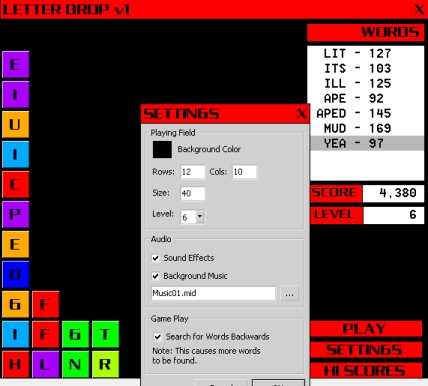 LETTER DROP v1 X
WORDS
LIT - 127
ITS - 103
ILL - 125
APE - 92
APED - 145
MUD - 169
YEA - 97
SCORE 4,380
LEVEL 6
PLAY
SETTINGS
HI SCORES
E
I
U
I
C
P
E
O
G F
I F G T
H L N R
SETTINGS X
Playing Field
Background Color
Rows: 12 Cols: 10
Size: 40
Level: 6
Audio
Sound Effects
Background Music
Music01.mid ...
Game Play
Search for Words Backwards
Note: This causes more words
to be found.